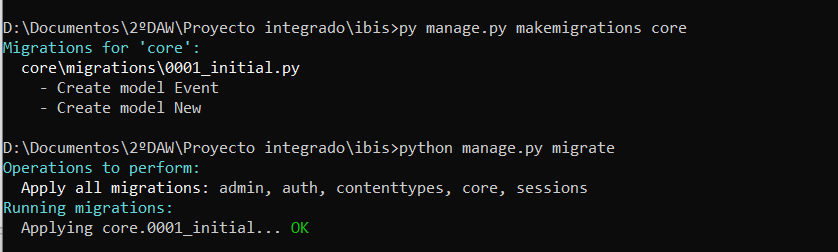 D:\Documentos\2ºDAW\Proyecto integrado\ibis>py manage.py makemigrations core
Migrations for 'core':
  core\migrations\0001_initial.py
    - Create model Event
    - Create model New

D:\Documentos\2ºDAW\Proyecto integrado\ibis>python manage.py migrate
Operations to perform:
  Apply all migrations: admin, auth, contenttypes, core, sessions
Running migrations:
  Applying core.0001_initial... OK